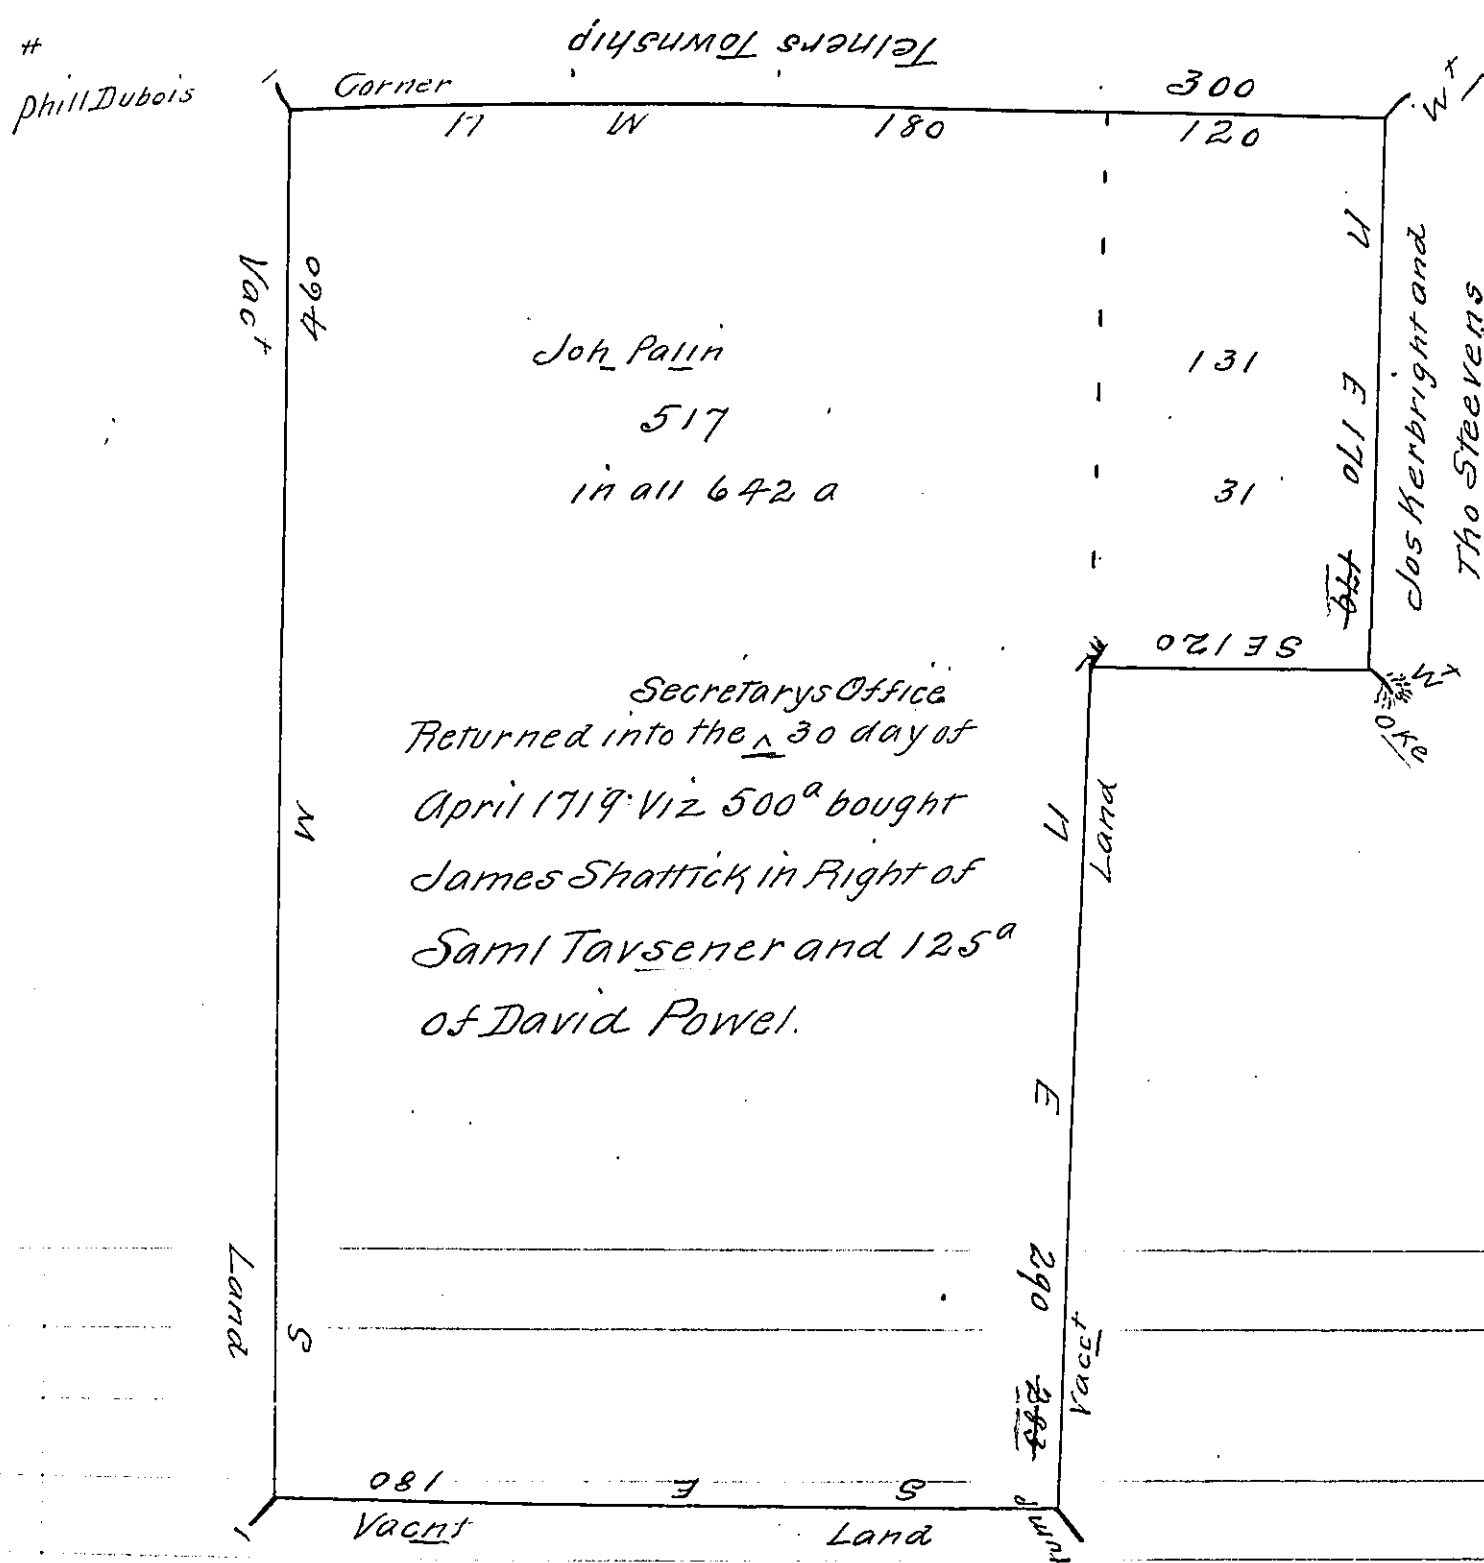 Telners Township
#
Phill Dubois
Corner
300
N W 180
120
W x
Vact
460
N
E 170
Jos Kerbright and
Tho Steevens
Joh Palin
517
in all 642 a
131
31
SE 120
W x
oke
Secretarys Office
Returned into the ^ 30 day of
April 1719. Viz 500a bought
James Shattick in Right of
Saml Tavsener and 125a
of David Powel.
N
Land
W
E
290
Vacct
Land
S
180
E
S
Vacnt
Land